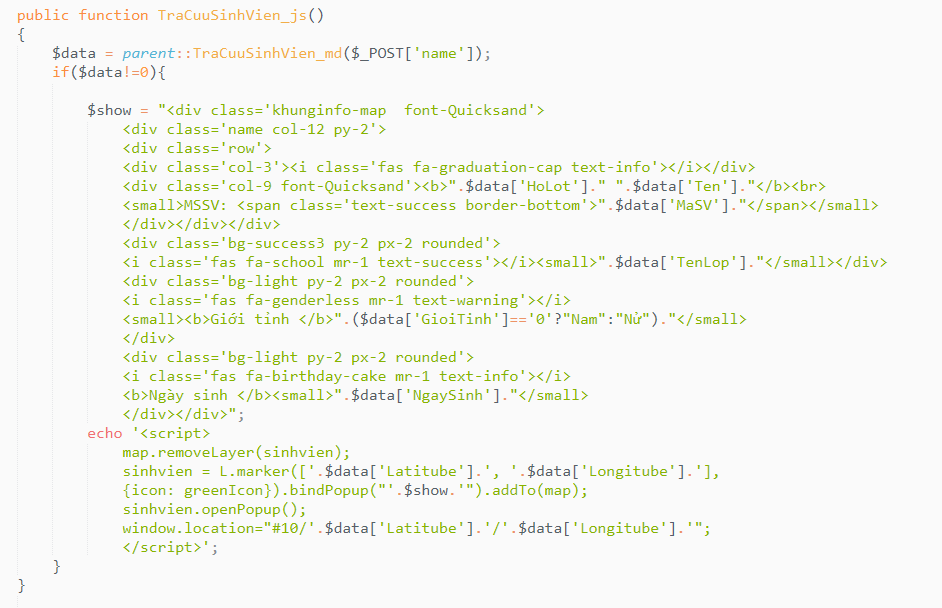 public function TraCuuSinhVien_js()
{
$data = parent::TraCuuSinhVien_md($_POST['name']);
if($data!=0){
$show = "<div class='khunginfo-map  font-Quicksand'>
<div class='name col-12 py-2'>
<div class='row'>
<div class='col-3'><i class='fas fa-graduation-cap text-info'></i></div>
<div class='col-9 font-Quicksand'><b>".$data['HoLot']." ".$data['Ten']."</b><br>
<small>MSSV: <span class='text-success border-bottom'>".$data['MaSV']."</span></small>
</div></div></div>
<div class='bg-success3 py-2 px-2 rounded'>
<i class='fas fa-school mr-1 text-success'></i><small>".$data['TenLop']."</small></div>
<div class='bg-light py-2 px-2 rounded'>
<i class='fas fa-genderless mr-1 text-warning'></i>
<small><b>Giới tính </b>".($data['GioiTinh']=='0'?"Nam":"Nử")."</small>
</div>
<div class='bg-light py-2 px-2 rounded'>
<i class='fas fa-birthday-cake mr-1 text-info'></i>
<b>Ngày sinh </b><small>".$data['NgaySinh']."</small>
</div></div>";
echo '<script>
map.removeLayer(sinhvien);
sinhvien = L.marker(['.$data['Latitube'].', '.$data['Longitube'].'],
{icon: greenIcon}).bindPopup("'.$show.'").addTo(map);
sinhvien.openPopup();
window.location="#10/'.$data['Latitube'].'/'.$data['Longitube'].'";
</script>';
}
}